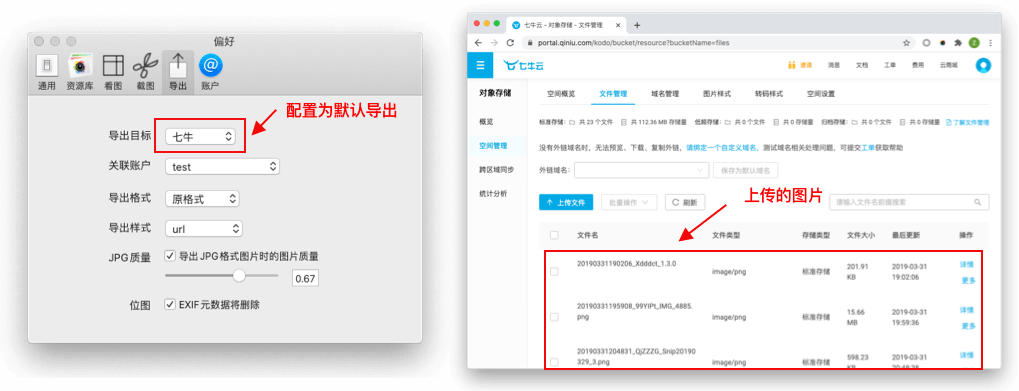 偏好
通用 资源库 看图 截图 导出 账户
配置为默认导出
导出目标 七牛
关联账户 test
导出格式 原格式
导出样式 url
JPG 质量 导出JPG格式图片时的图片质量
0.67
位图 EXIF 元数据将删除
七牛云 - 对象存储 - 文件管理
portal.qiniu.com/kodo/bucket/resource?bucketName=files
Z
七牛云
邀请 消息 文档 工单 费用 云商城
对象存储
概览
空间管理
跨区域同步
统计分析
空间概览 文件管理 域名管理 图片样式 转码样式 空间设置
标准存储: 共 23 个文件 共 112.36 MB 存储量 低频存储: 共 0 个文件 共 0 存储量 归档存储: 共 0 个文件 共 0 存储量 了解文件管理
没有外链域名时，无法预览、下载、复制外链，请绑定一个自定义域名，测试域名相关处理问题，可提交工单获取帮助
外链域名: 保存为默认域名
上传的图片
上传文件 批量操作 刷新 请输入文件名前缀搜索
文件名 文件类型 存储类型 文件大小 最后更新 操作
20190331190206_Xdddct_1.3.0 image/png 标准存储 201.91 KB 2019-03-31 19:02:06 详情 更多
20190331195908_99YIPt_IMG_4885.png image/png 标准存储 15.66 MB 2019-03-31 19:59:36 详情 更多
20190331204831_QjZZZG_Snip20190329_3.png image/png 标准存储 598.23 KB 2019-03-31 20:48:38 详情